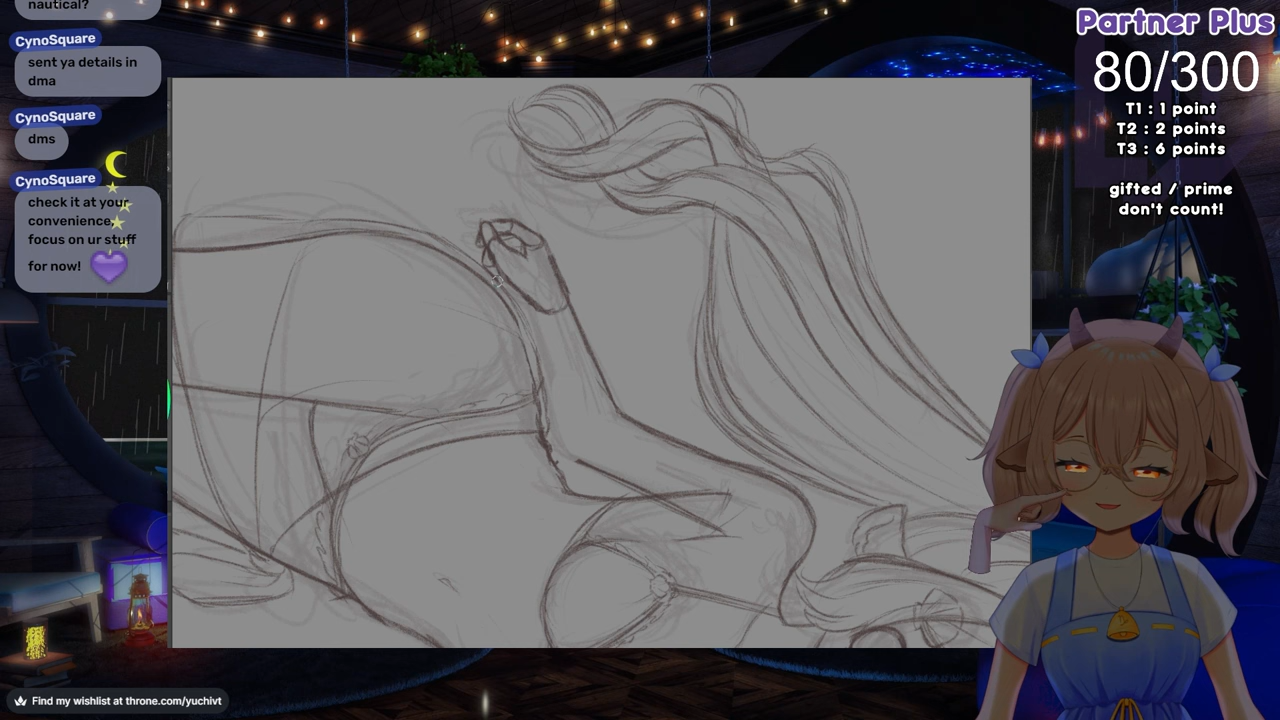 nautical?
CynoSquare
sent ya details in
dma
CynoSquare
dms
CynoSquare
check it at your
convenience,
focus on ur stuff
for now!
Partner Plus
80/300
T1 : 1 point
T2 : 2 points
T3 : 6 points
gifted / prime
don't count!
Find my wishlist at throne.com/yuchivt